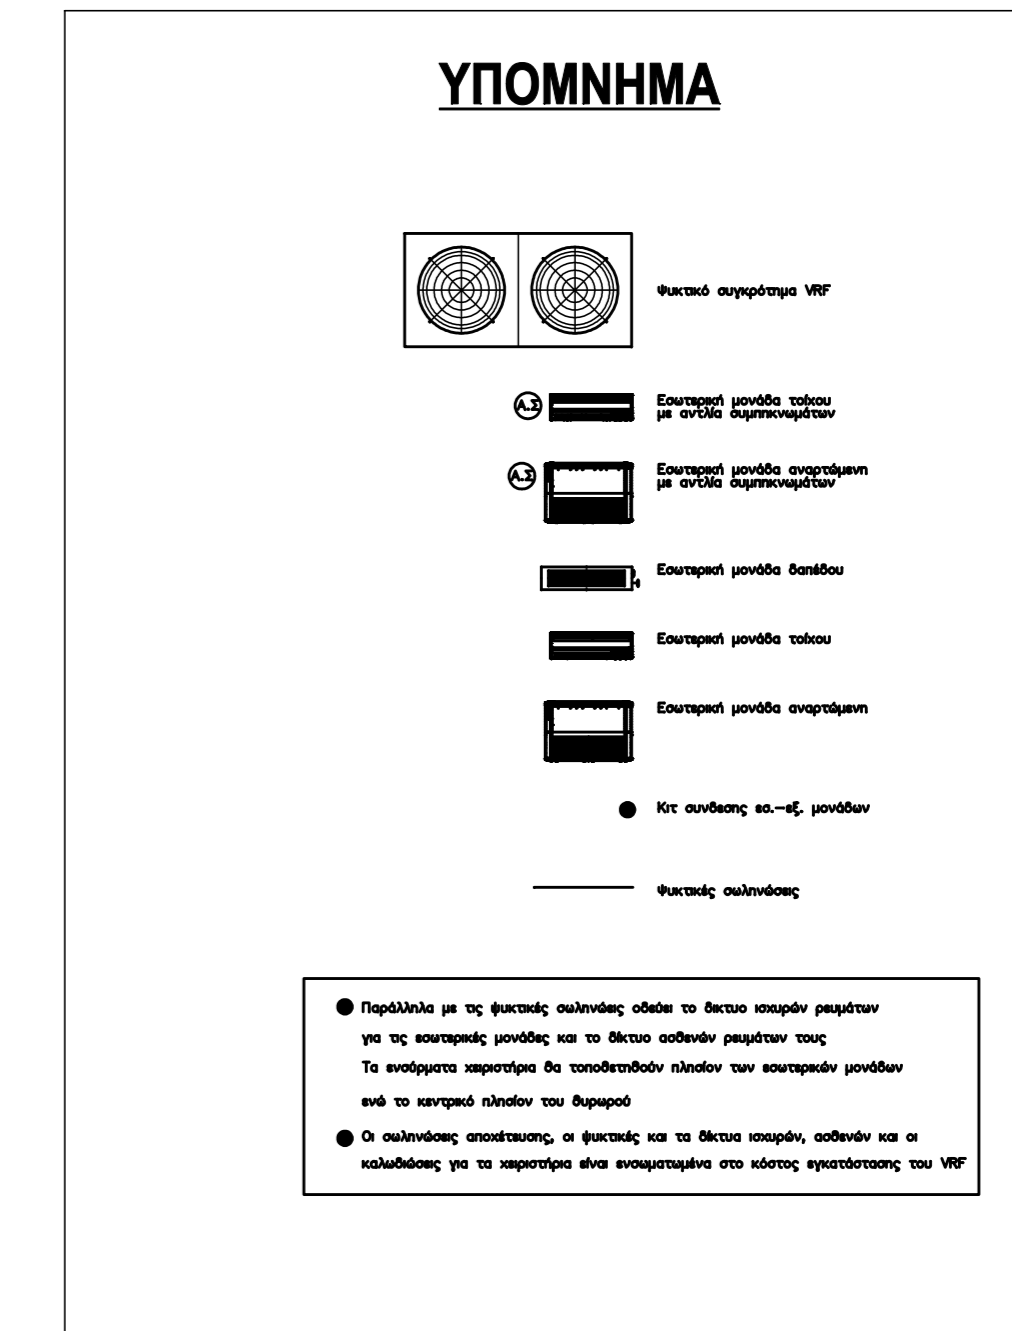 ΥΠΟΜΝΗΜΑ
Ψυκτικό συγκρότημα VRF
Α.Σ
Εσωτερική μονάδα τοίχου
με αντλία συμπηκνωμάτων
Α.Σ
Εσωτερική μονάδα αναρτώμενη
με αντλία συμπηκνωμάτων
Εσωτερική μονάδα δαπέδου
Εσωτερική μονάδα τοίχου
Εσωτερική μονάδα αναρτώμενη
Κιτ συνδεσης εσ.-εξ. μονάδων
Ψυκτικές σωληνώσεις
Παράλληλα με τις ψυκτικές σωληνώεις οδεύει το δικτυο ισχυρών ρευμάτων
για τις εσωτερικές μονάδες και το δίκτυο ασθενών ρευμάτων τους
Τα ενσύρματα χειριστήρια θα τοποθετηθούν πλησίον των εσωτερικών μονάδων
ενώ το κεντρικό πλησίον του θυρωρού
Οι σωληνώσεις αποχέτευσης, οι ψυκτικές και τα δίκτυα ισχυρών, ασθενών και οι
καλωδιώσεις για τα χειριστήρια είναι ενσωματωμένα στο κόστος εγκατάστασης του VRF